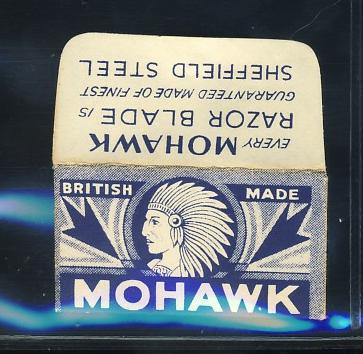 EVERY MOHAWK
RAZOR BLADE IS
GUARANTEED MADE OF FINEST
SHEFFIELD STEEL
BRITISH MADE
MOHAWK